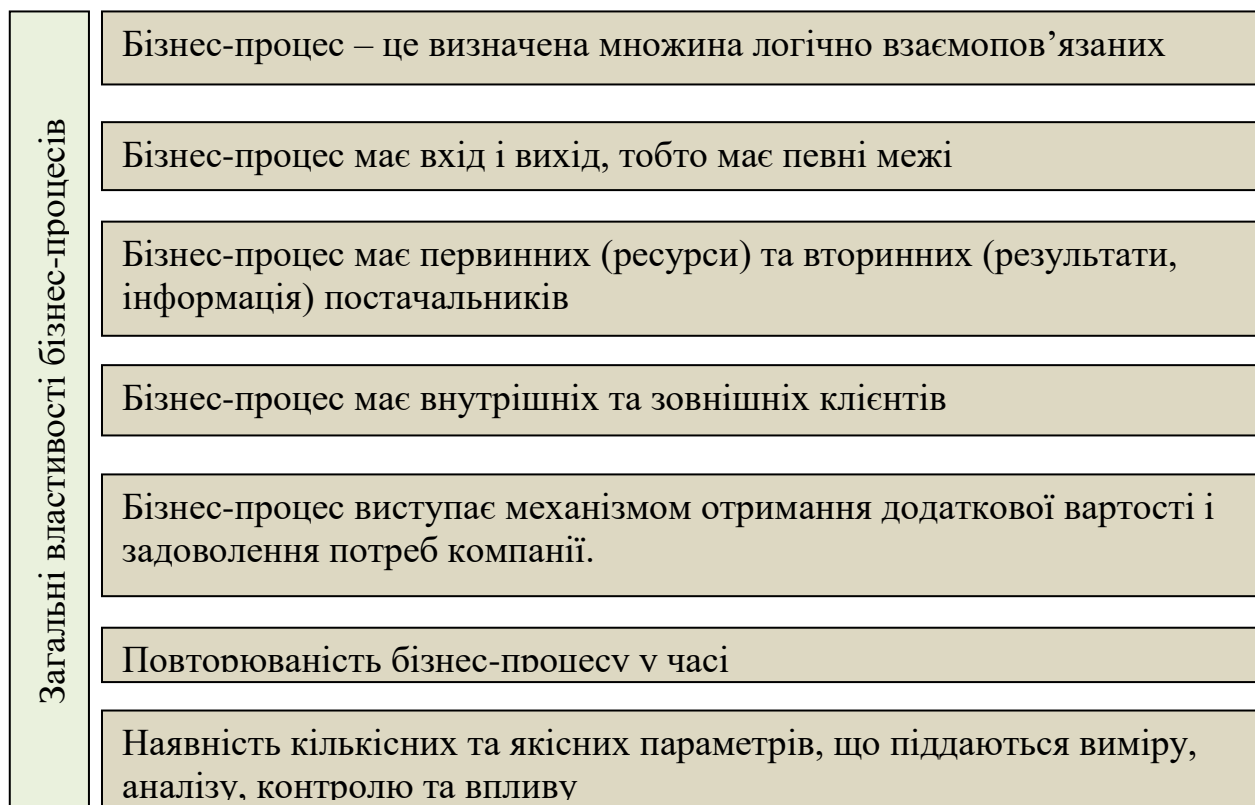 Загальні властивості бізнес-процесів
Бізнес-процес – це визначена множина логічно взаємопов’язаних
Бізнес-процес має вхід і вихід, тобто має певні межі
Бізнес-процес має первинних (ресурси) та вторинних (результати,
інформація) постачальників
Бізнес-процес має внутрішніх та зовнішніх клієнтів
Бізнес-процес виступає механізмом отримання додаткової вартості і
задоволення потреб компанії.
Повторюваність бізнес-процесу у часі
Наявність кількісних та якісних параметрів, що піддаються виміру,
аналізу, контролю та впливу